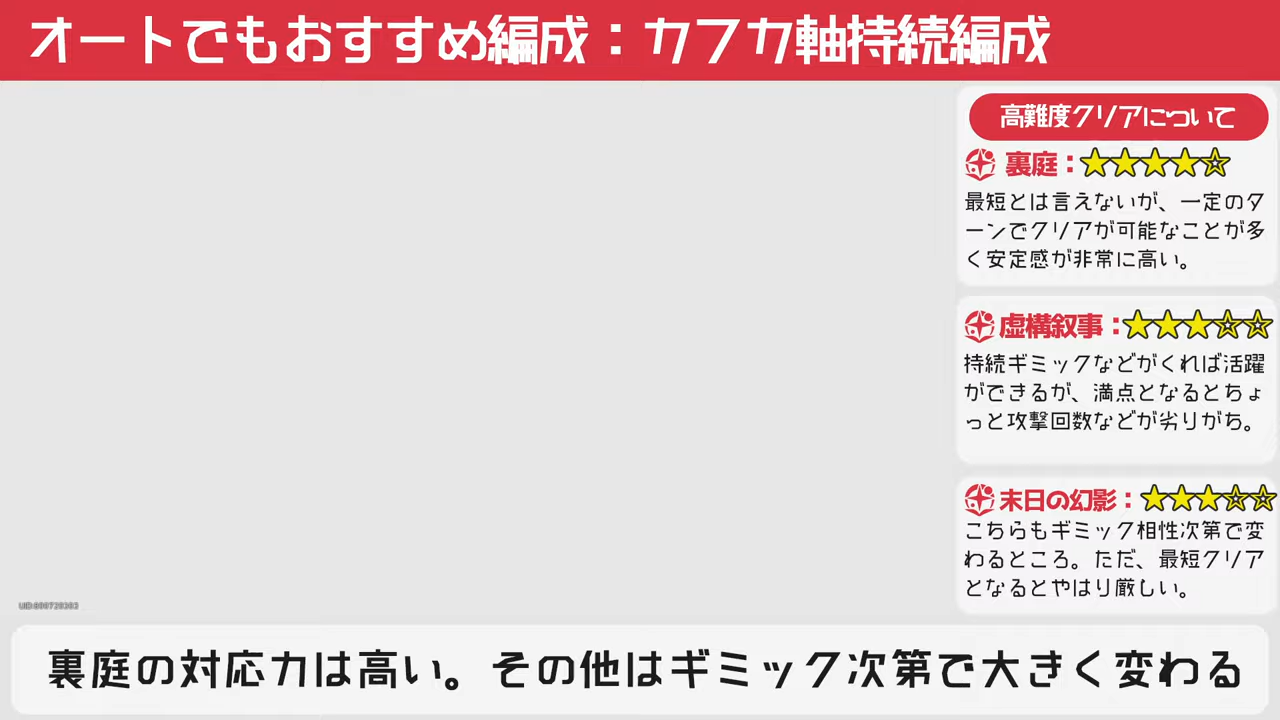 オートでもおすすめ編成：カフカ軸持続編成
高難度クリアについて
裏庭：★★★★☆
最短とは言えないが、一定のタ
ーンでクリアが可能なことが多
く安定感が非常に高い。
虚構叙事：★★★☆☆
持続ギミックなどがくれば活躍
ができるが、満点となるとちょ
っと攻撃回数などが劣りがち。
末日の幻影：★★★☆☆
こちらもギミック相性次第で変
わるところ。ただ、最短クリア
となるとやはり厳しい。
裏庭の対応力は高い。その他はギミック次第で大きく変わる